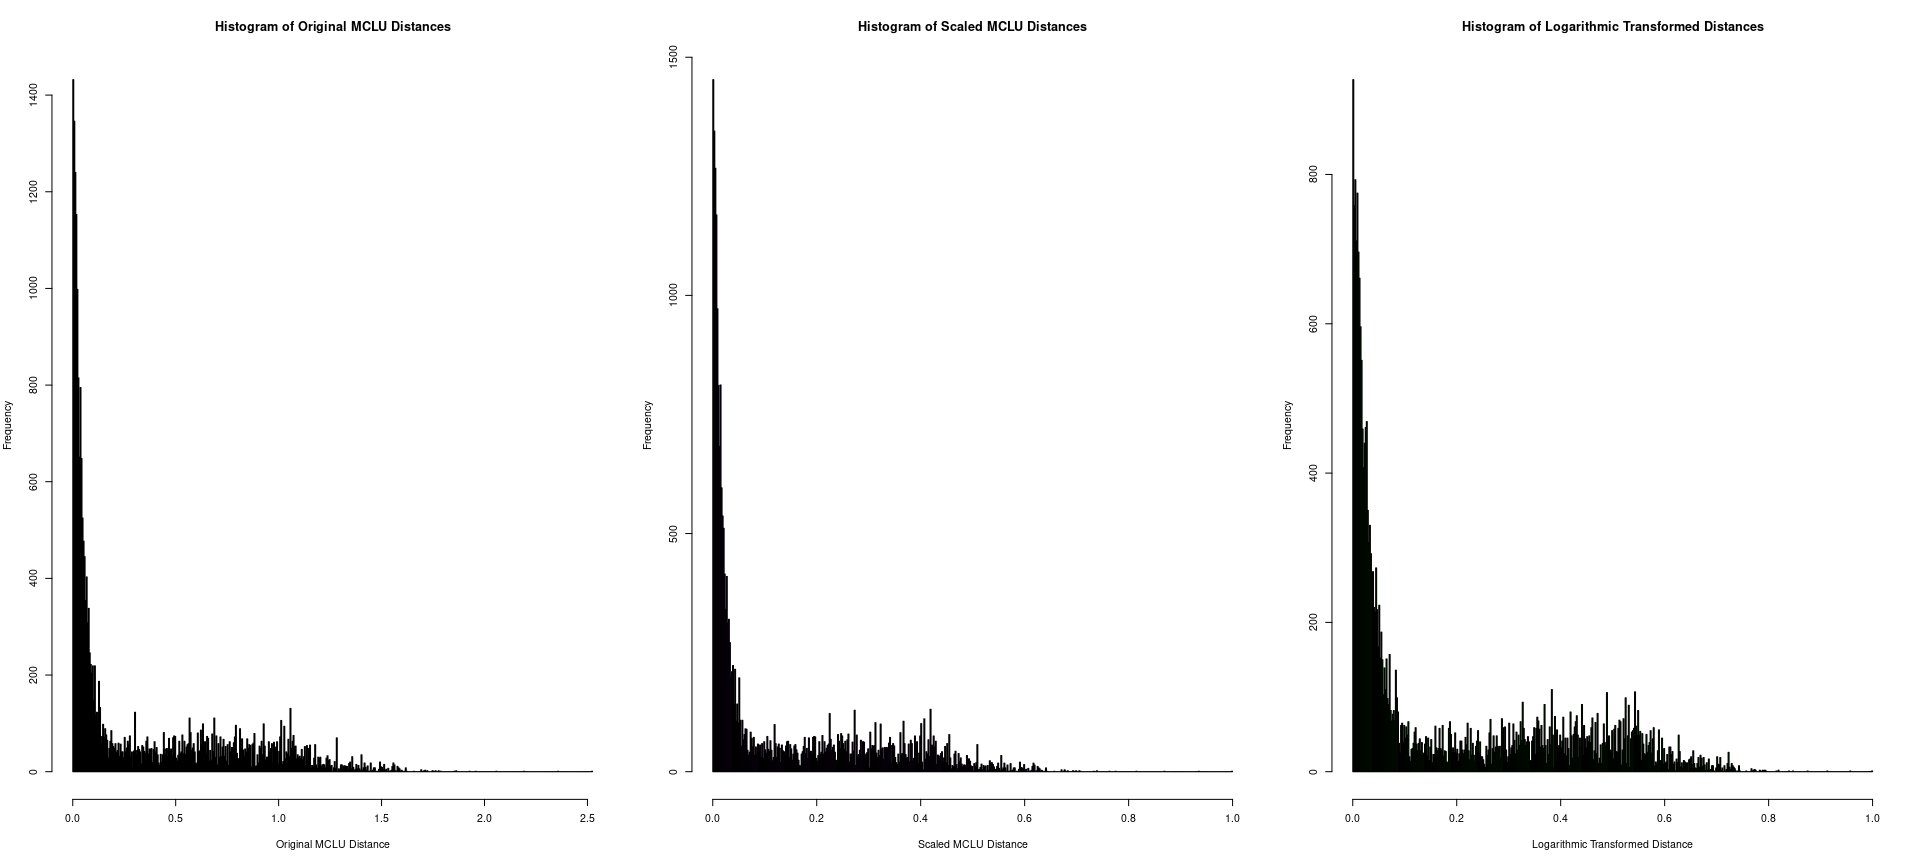 Histogram of Original MCLU Distances
Frequency
0
200
400
600
800
1000
1200
1400
0.0 0.5 1.0 1.5 2.0 2.5
Original MCLU Distance
Histogram of Scaled MCLU Distances
Frequency
0
500
1000
1500
0.0 0.2 0.4 0.6 0.8 1.0
Scaled MCLU Distance
Histogram of Logarithmic Transformed Distances
Frequency
0
200
400
600
800
0.0 0.2 0.4 0.6 0.8 1.0
Logarithmic Transformed Distance